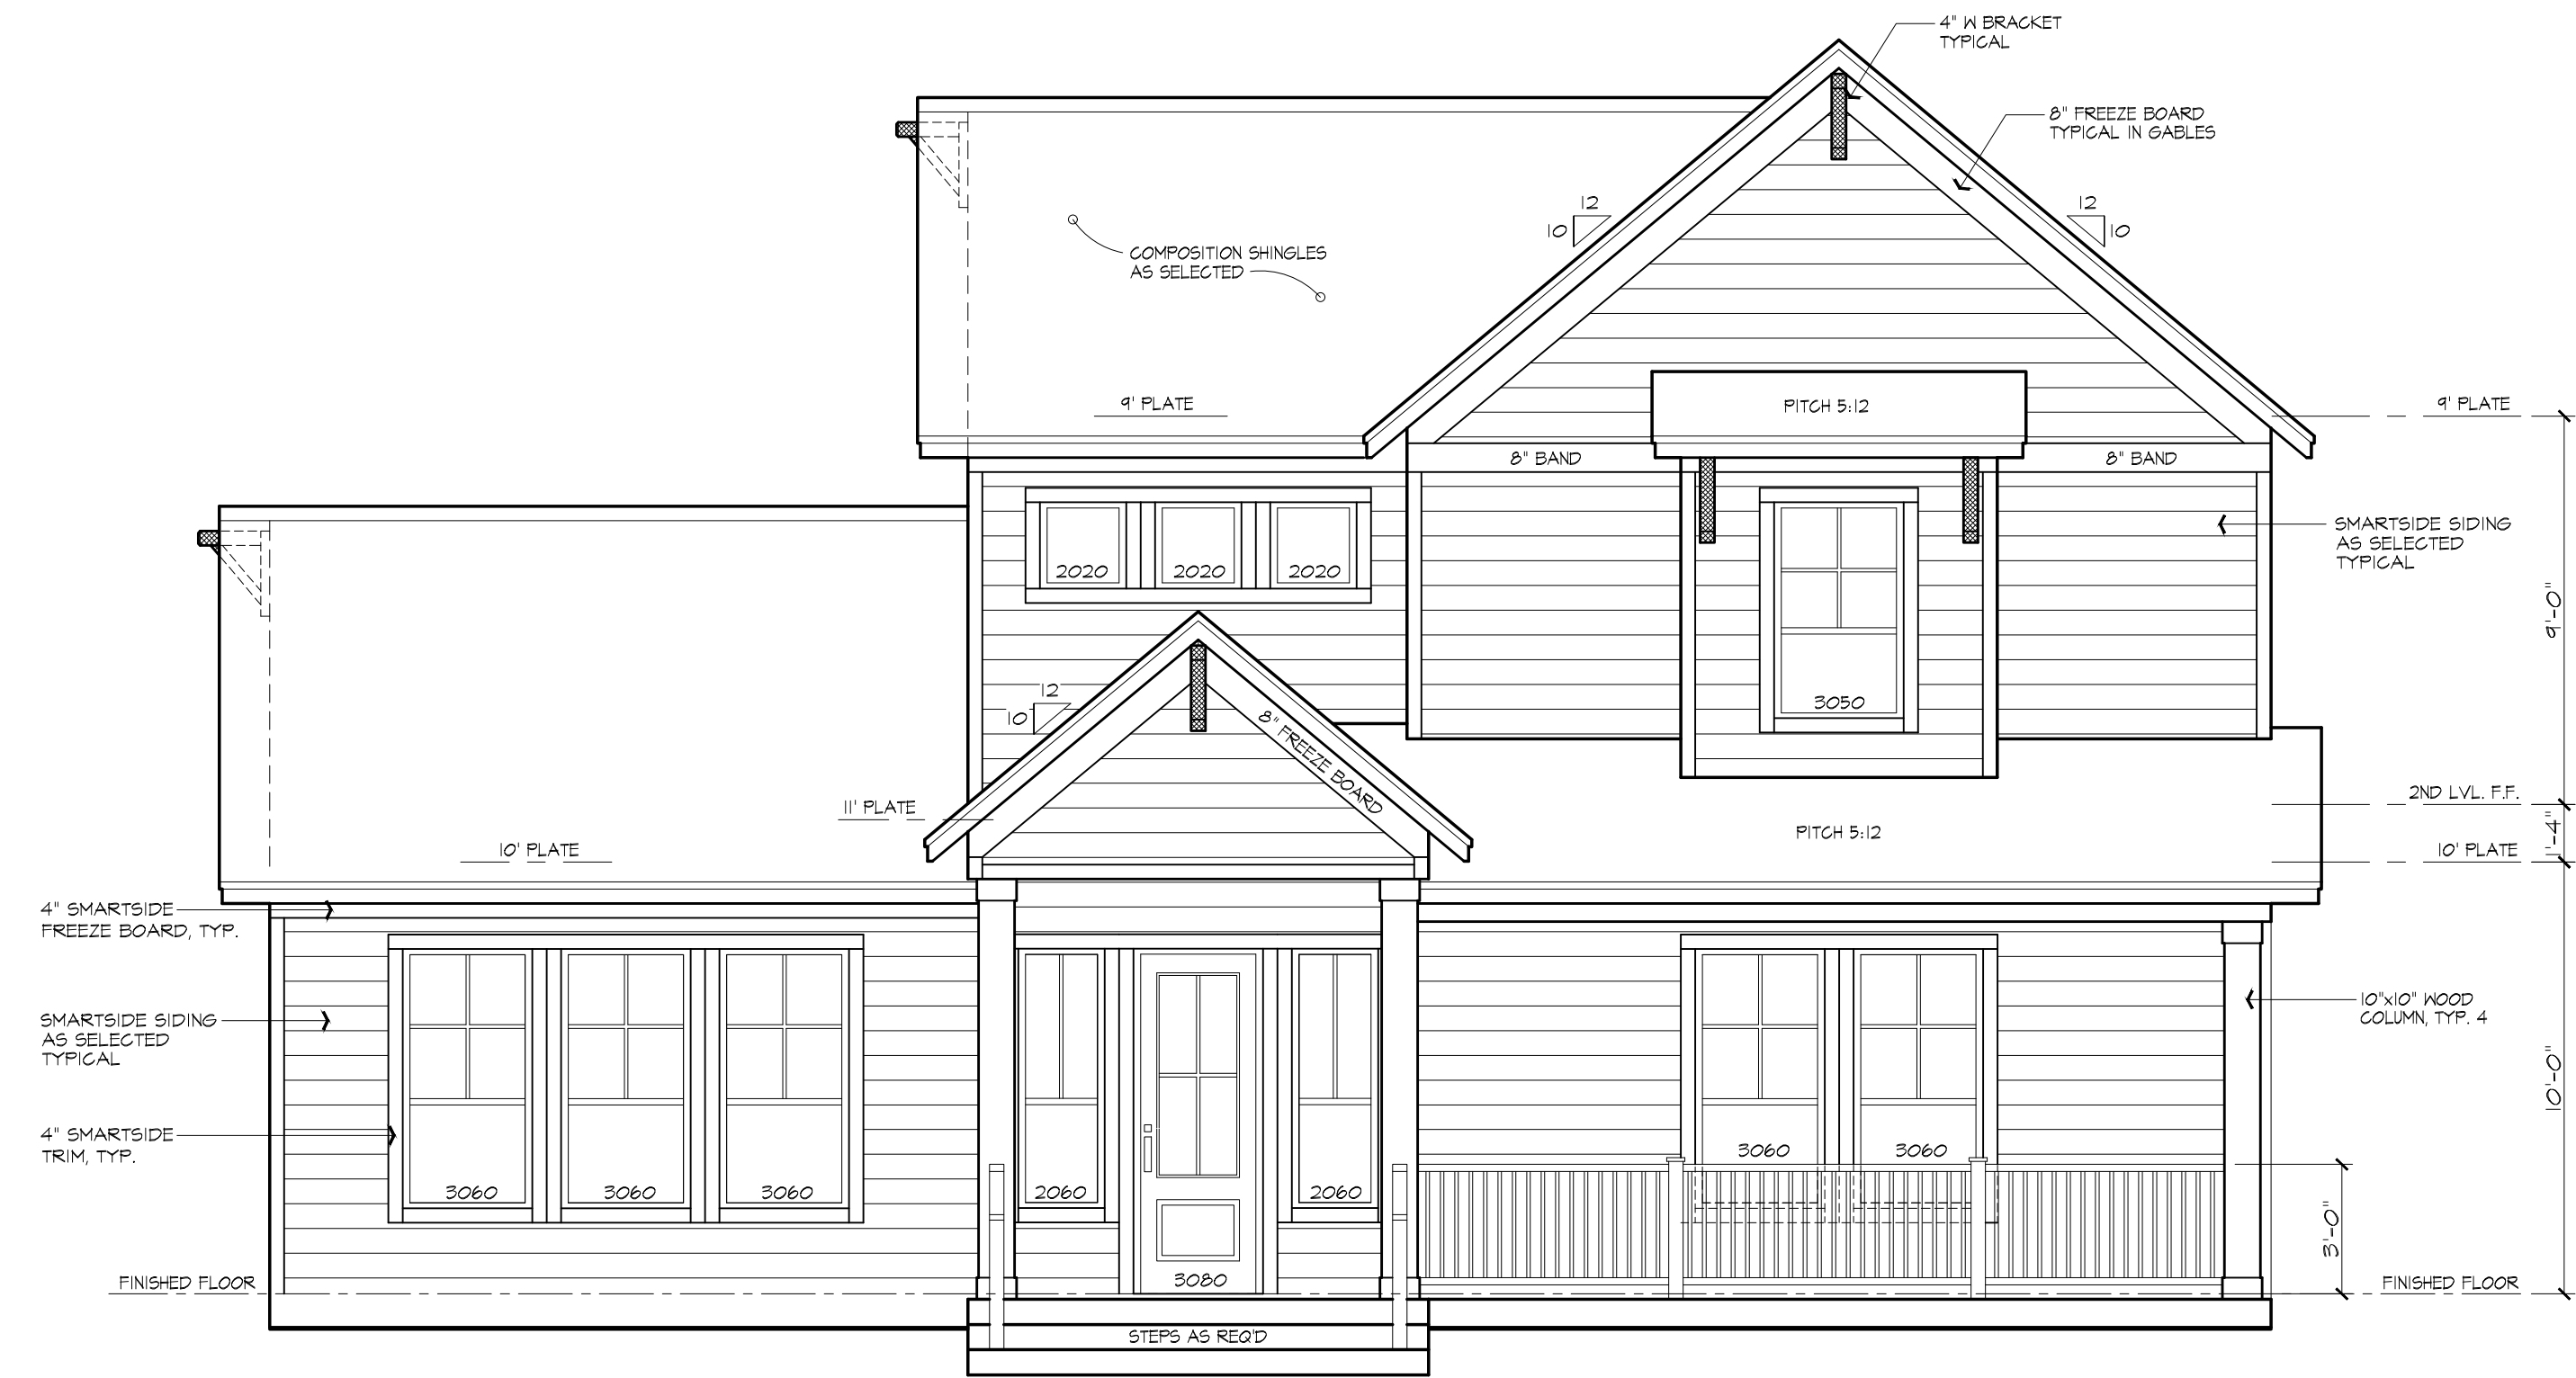 4" W BRACKET
TYPICAL
8" FREEZE BOARD
TYPICAL IN GABLES
12
10
12
10
COMPOSITION SHINGLES
AS SELECTED
9' PLATE
PITCH 5:12
9' PLATE
8" BAND
8" BAND
SMARTSIDE SIDING
AS SELECTED
TYPICAL
2020
2020
2020
9'-0"
12
10
8" FREEZE BOARD
3050
11' PLATE
2ND LVL. F.F.
1'-4"
PITCH 5:12
10' PLATE
10' PLATE
4" SMARTSIDE
FREEZE BOARD, TYP.
SMARTSIDE SIDING
AS SELECTED
TYPICAL
10"x10" WOOD
COLUMN, TYP. 4
10'-0"
4" SMARTSIDE
TRIM, TYP.
3060
3060
3060
3060
3060
2060
2060
3'-0"
3080
FINISHED FLOOR
FINISHED FLOOR
STEPS AS REQ'D